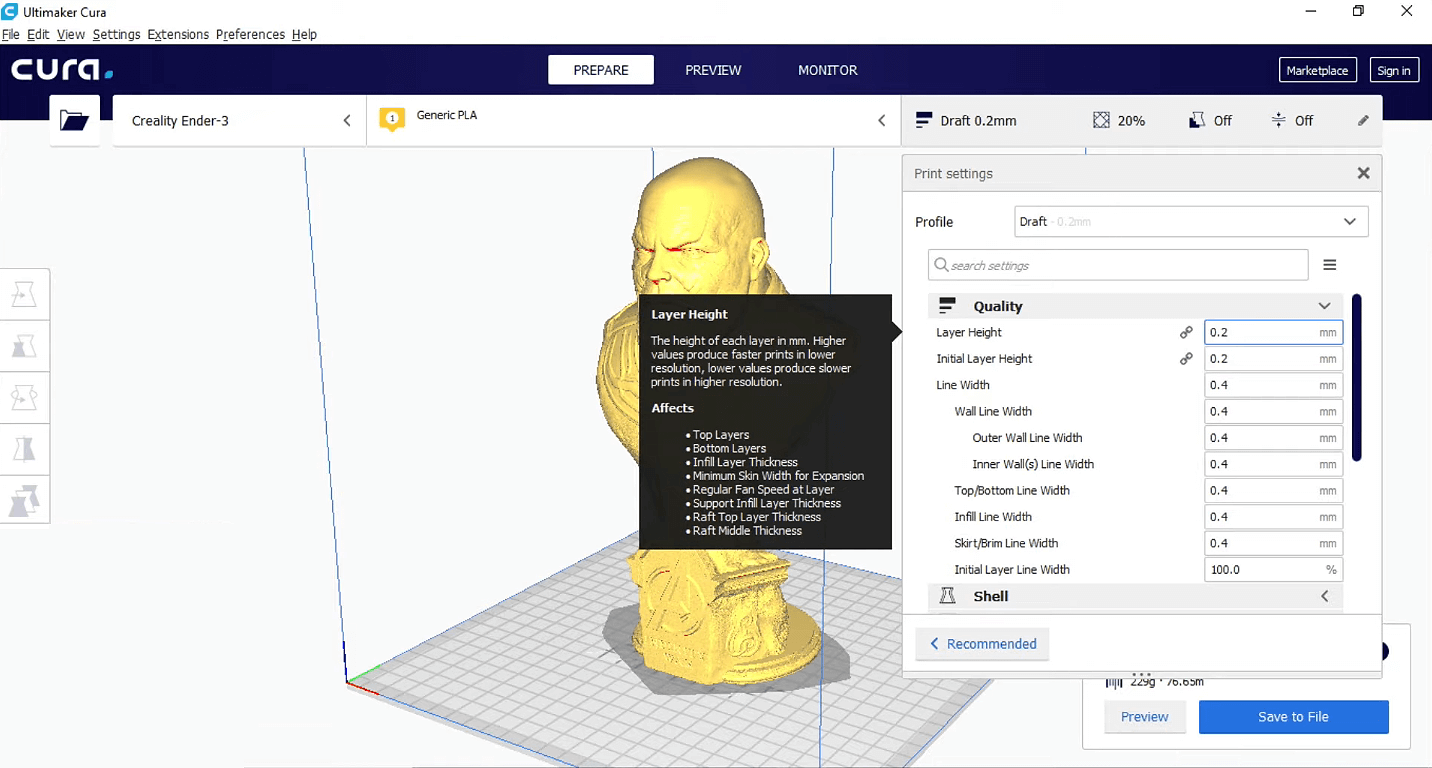 Ultimaker Cura
File Edit View Settings Extensions Preferences Help
cura.
PREPARE PREVIEW MONITOR
Marketplace Sign in
Creality Ender-3
1 Generic PLA
Draft 0.2mm 20% Off Off
Print settings
Profile Draft - 0.2mm
search settings
Quality
Layer Height 0.2 mm
Initial Layer Height 0.2 mm
Line Width 0.4 mm
Wall Line Width 0.4 mm
Outer Wall Line Width 0.4 mm
Inner Wall(s) Line Width 0.4 mm
Top/Bottom Line Width 0.4 mm
Infill Line Width 0.4 mm
Skirt/Brim Line Width 0.4 mm
Initial Layer Line Width 100.0 %
Shell
Recommended
Layer Height
The height of each layer in mm. Higher
values produce faster prints in lower
resolution, lower values produce slower
prints in higher resolution.
Affects
• Top Layers
• Bottom Layers
• Infill Layer Thickness
• Minimum Skin Width for Expansion
• Regular Fan Speed at Layer
• Support Infill Layer Thickness
• Raft Top Layer Thickness
• Raft Middle Thickness
229g · 76.65m
Preview Save to File